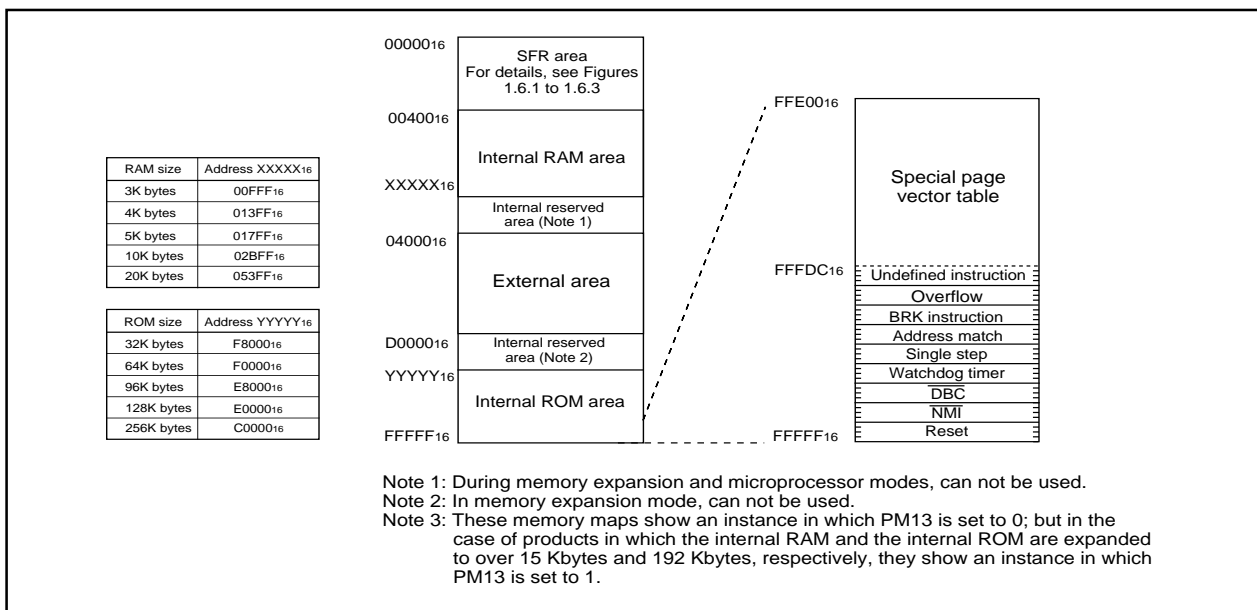 RAM size Address XXXXX16
3K bytes 00FFF16
4K bytes 013FF16
5K bytes 017FF16
10K bytes 02BFF16
20K bytes 053FF16
ROM size Address YYYYY16
32K bytes F800016
64K bytes F000016
96K bytes E800016
128K bytes E000016
256K bytes C000016
0000016
SFR area
For details, see Figures
1.6.1 to 1.6.3
0040016
Internal RAM area
XXXXX16
Internal reserved
area (Note 1)
0400016
External area
D000016
Internal reserved
area (Note 2)
YYYYY16
Internal ROM area
FFFFF16
FFE0016
Special page
vector table
FFFDC16
Undefined instruction
Overflow
BRK instruction
Address match
Single step
Watchdog timer
DBC
NMI
Reset
FFFFF16
Note 1: During memory expansion and microprocessor modes, can not be used.
Note 2: In memory expansion mode, can not be used.
Note 3: These memory maps show an instance in which PM13 is set to 0; but in the
case of products in which the internal RAM and the internal ROM are expanded
to over 15 Kbytes and 192 Kbytes, respectively, they show an instance in which
PM13 is set to 1.